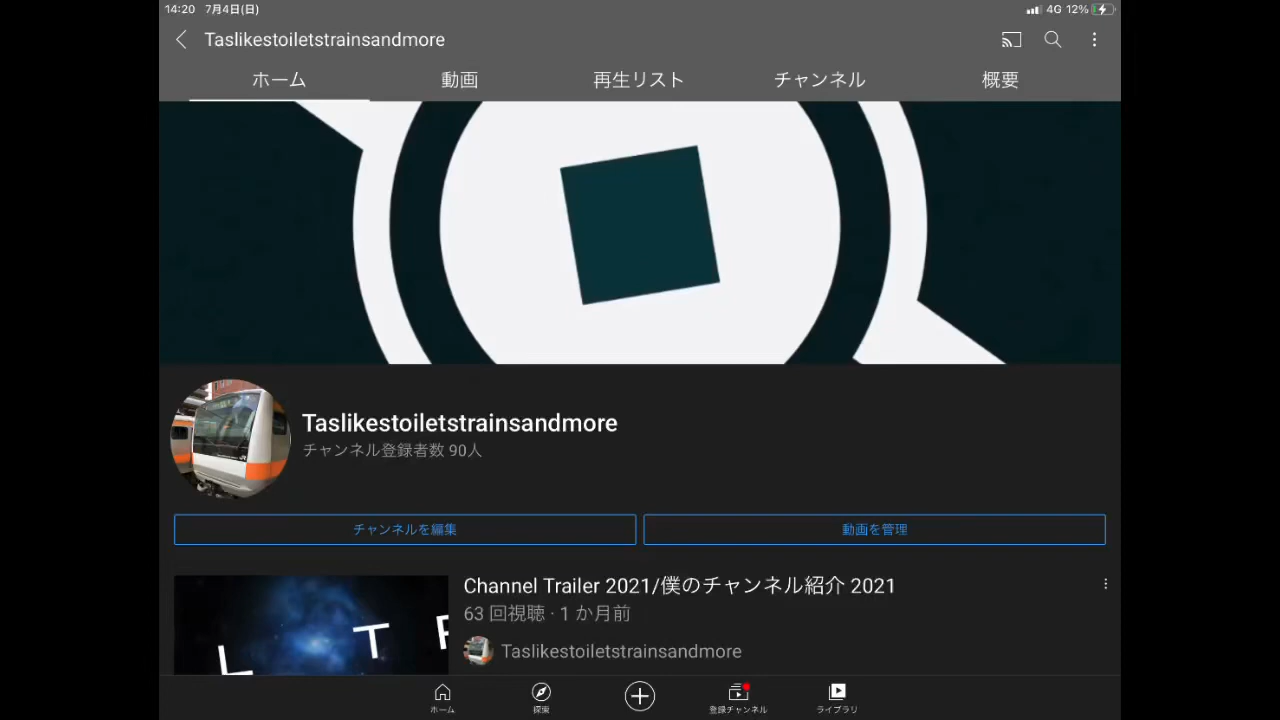 14:20 7月4日(日)
4G 12%
Taslikestoiletstrainsandmore
ホーム 動画 再生リスト チャンネル 概要
Taslikestoiletstrainsandmore
チャンネル登録者数 90人
チャンネルを編集 動画を管理
Channel Trailer 2021/僕のチャンネル紹介 2021
63 回視聴 · 1 か月前
L T F
Taslikestoiletstrainsandmore
ホーム 探索 登録チャンネル ライブラリ